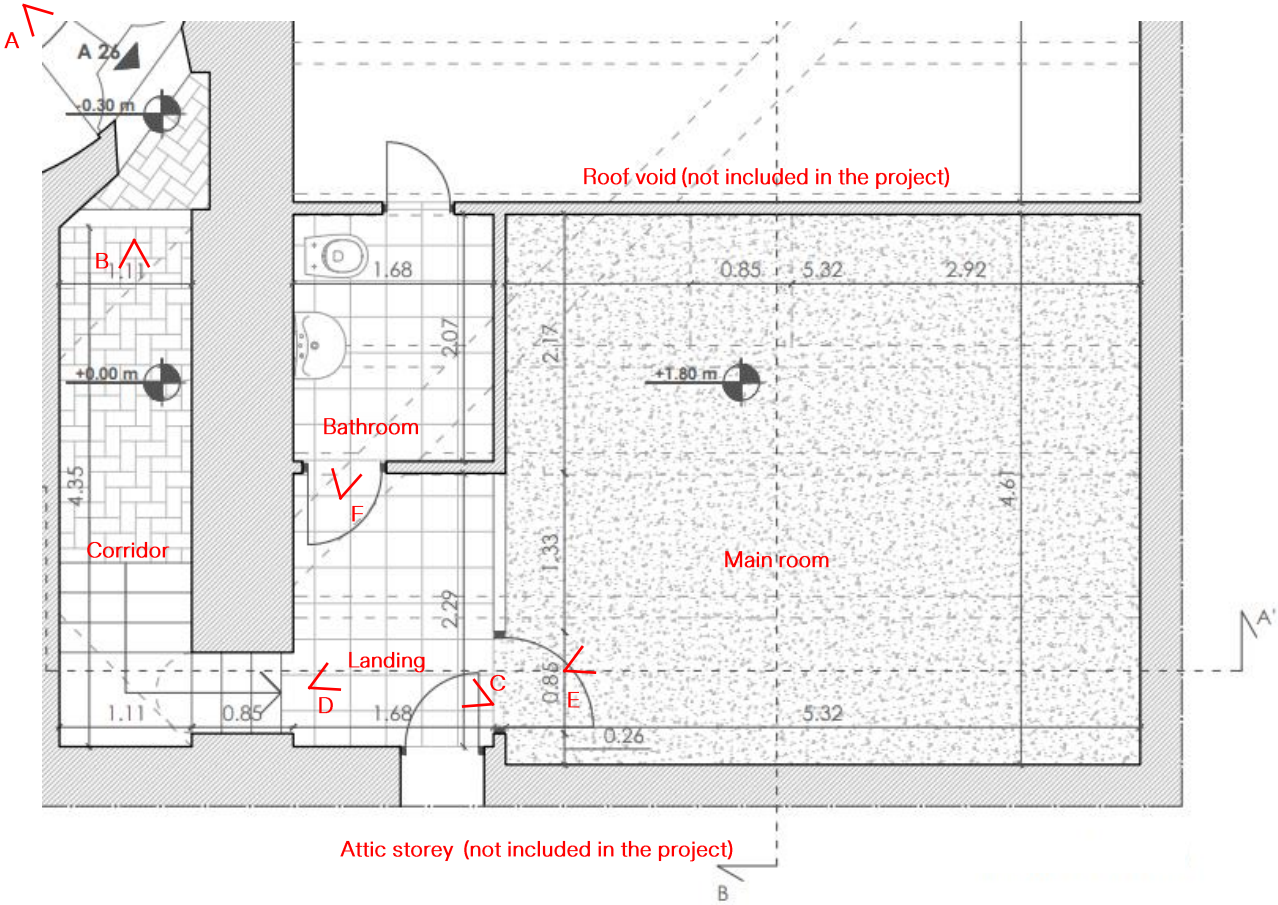 A
A 26
-0.30 m
Roof void (not included in the project)
B
1.11
1.68
0.85
5.32
2.92
2.07
2.17
+0.00 m
+1.80 m
Bathroom
4.35
4.61
F
Corridor
1.33
Main room
2.29
A'
Landing
D
C
0.85
E
1.11
0.85
1.68
5.32
0.26
Attic storey (not included in the project)
B